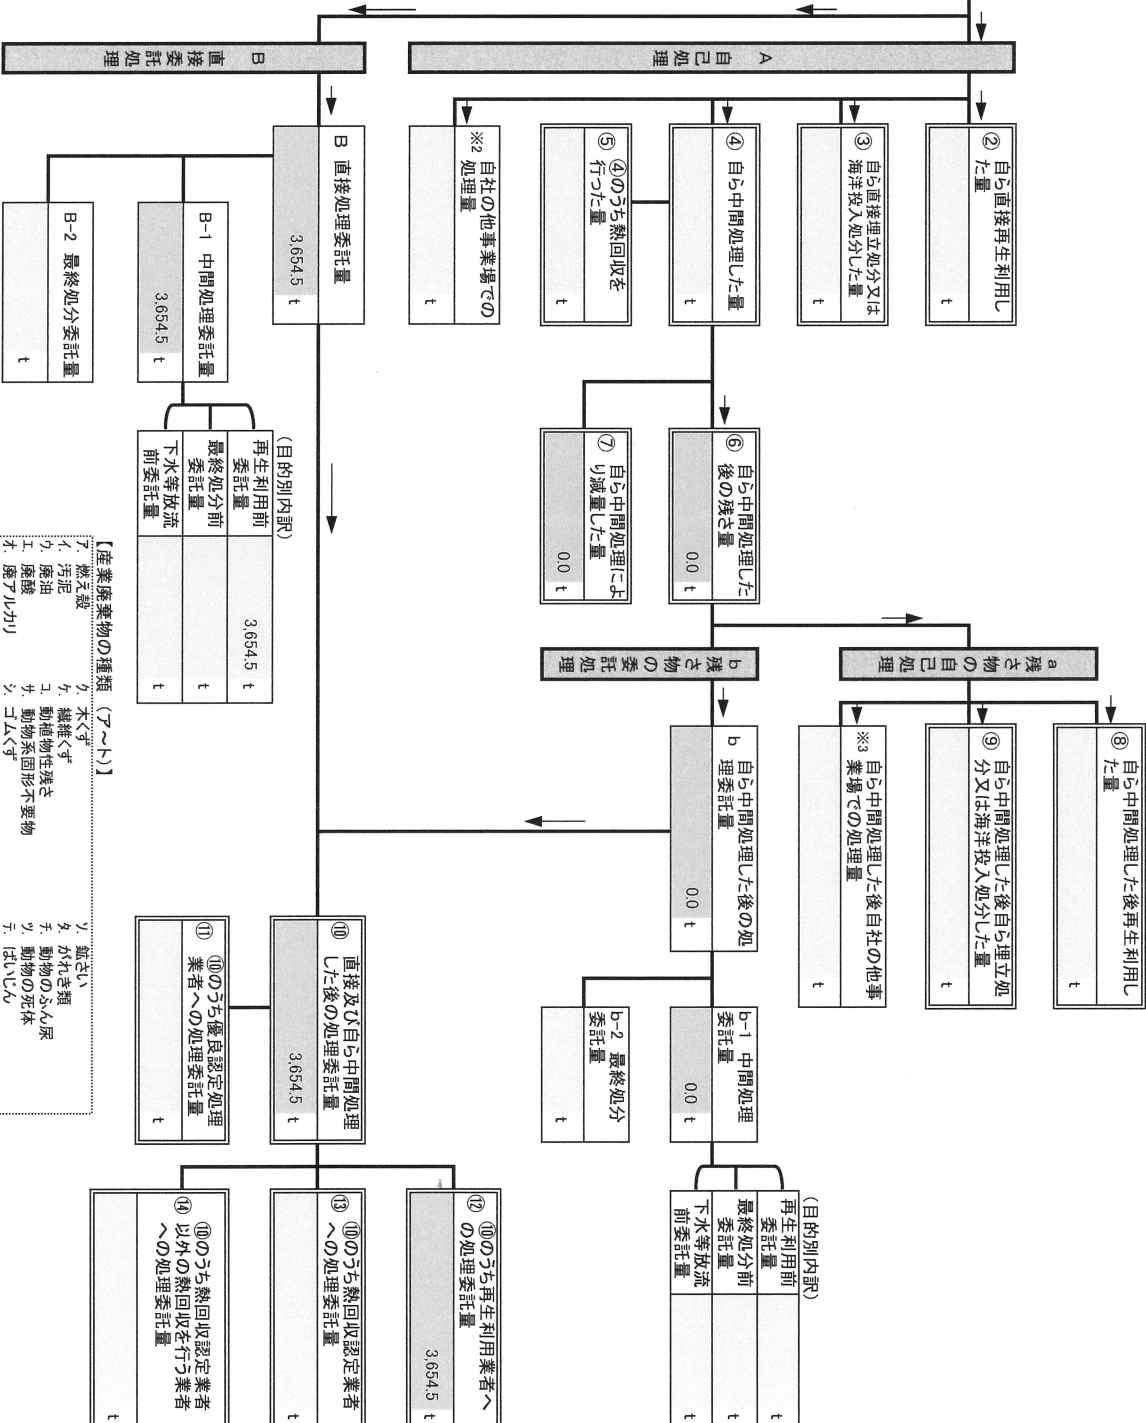 A 自己処理
② 自ら直接再生利用し
た量
t
③ 自ら直接埋立処分又は
海洋投入処分した量
t
④ 自ら中間処理した量
t
⑤ ④のうち熱回収を
行った量
t
※2 自社の他事業場での
処理量
t
⑥ 自ら中間処理した
後の残さ量
0.0 t
⑦ 自ら中間処理によ
り減量した量
0.0 t
a 残さ物の自己処理
⑧ 自ら中間処理した後再生利用し
た量
t
⑨ 自ら中間処理した後自ら埋立処
分又は海洋投入処分した量
t
※3 自ら中間処理した後自社の他事
業場での処理量
t
b 残さ物の委託処理
b 自ら中間処理した後の処
理委託量
0.0 t
b-1 中間処理
委託量
0.0 t
b-2 最終処分
委託量
t
(目的別内訳)
再生利用前
委託量
t
最終処分前
委託量
t
下水等放流
前委託量
t
B 直接委託処理
B 直接処理委託量
3,654.5 t
B-1 中間処理委託量
3,654.5 t
B-2 最終処分委託量
t
(目的別内訳)
再生利用前
委託量
3,654.5 t
最終処分前
委託量
t
下水等放流
前委託量
t
⑩ 直接及び自ら中間処理
した後の処理委託量
3,654.5 t
⑪ ⑩のうち優良認定処理
業者への処理委託量
t
⑫ ⑩のうち再生利用業者へ
の処理委託量
3,654.5 t
⑬ ⑩のうち熱回収認定業者
への処理委託量
t
⑭ ⑩のうち熱回収認定業者
以外の熱回収を行う業者
への処理委託量
t
【産業廃棄物の種類 (ア~ト)】
ア. 燃え殻 ク. 木くず ソ. 鉱さい
イ. 汚泥 ケ. 繊維くず タ. がれき類
ウ. 廃油 コ. 動植物性残さ チ. 動物のふん尿
エ. 廃酸 サ. 動物系固形不要物 ツ. 動物の死体
オ. 廃アルカリ シ. ゴムくず テ. ばいじん